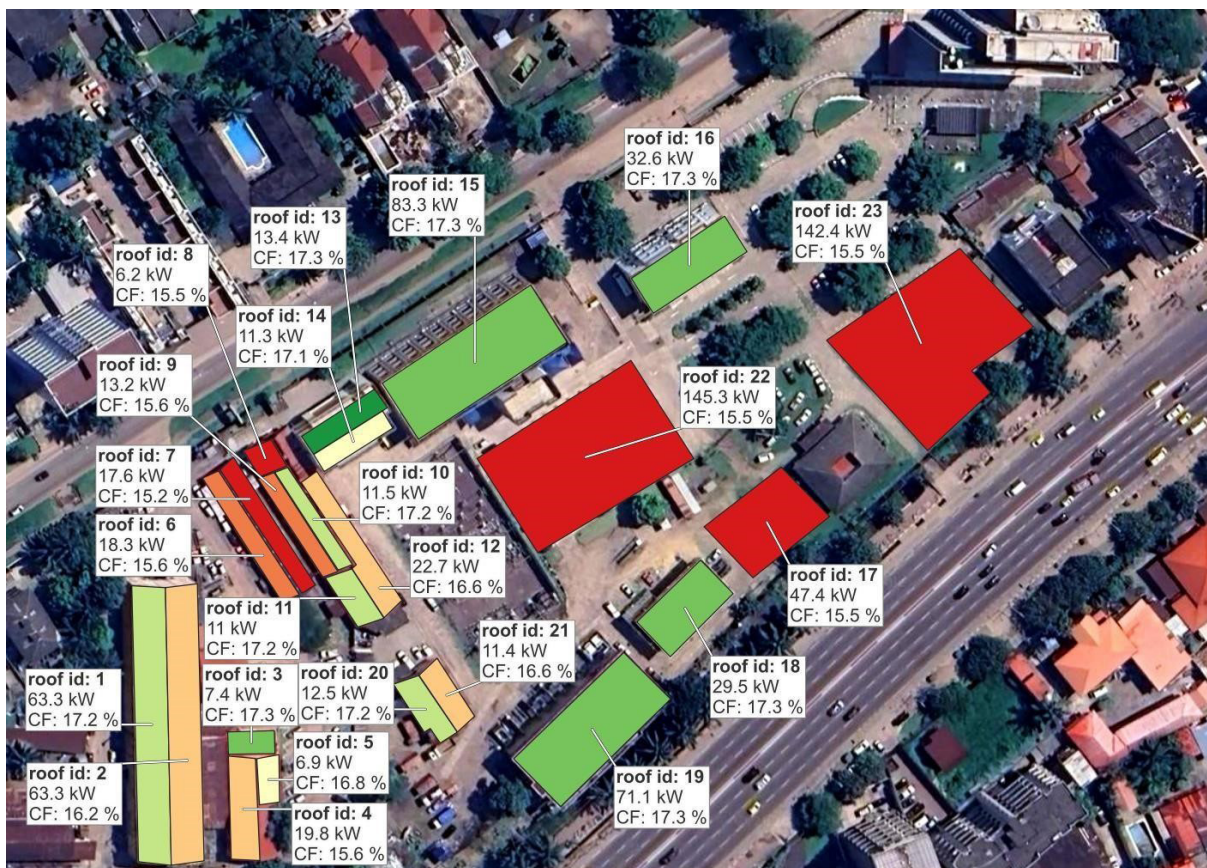 roof id: 16
32.6 kW
CF: 17.3 %
roof id: 15
83.3 kW
CF: 17.3 %
roof id: 13
13.4 kW
CF: 17.3 %
roof id: 23
142.4 kW
CF: 15.5 %
roof id: 8
6.2 kW
CF: 15.5 %
roof id: 14
11.3 kW
CF: 17.1 %
roof id: 9
13.2 kW
CF: 15.6 %
roof id: 22
145.3 kW
CF: 15.5 %
roof id: 7
17.6 kW
CF: 15.2 %
roof id: 10
11.5 kW
CF: 17.2 %
roof id: 6
18.3 kW
CF: 15.6 %
roof id: 12
22.7 kW
CF: 16.6 %
roof id: 17
47.4 kW
CF: 15.5 %
roof id: 11
11 kW
CF: 17.2 %
roof id: 21
11.4 kW
CF: 16.6 %
roof id: 18
29.5 kW
CF: 17.3 %
roof id: 1
63.3 kW
CF: 17.2 %
roof id: 3
7.4 kW
CF: 17.3 %
roof id: 20
12.5 kW
CF: 17.2 %
roof id: 5
6.9 kW
CF: 16.8 %
roof id: 2
63.3 kW
CF: 16.2 %
roof id: 19
71.1 kW
CF: 17.3 %
roof id: 4
19.8 kW
CF: 15.6 %